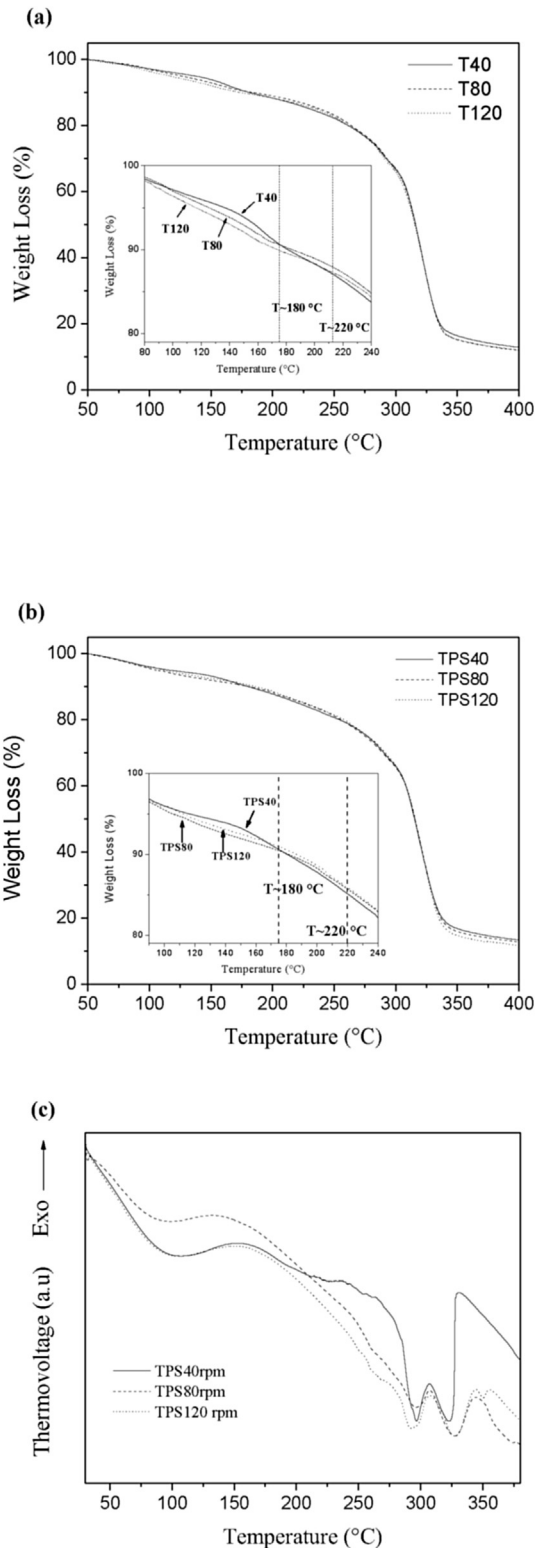 (a)
100
80
60
40
20
0
Weight Loss (%)
T40
T80
T120
100
90
80
Weight Loss (%)
T40
T120
T80
T~180 °C
T~220 °C
80 100 120 140 160 180 200 220 240
Temperature (°C)
50 100 150 200 250 300 350 400
Temperature (°C)
(b)
100
80
60
40
20
0
Weight Loss (%)
TPS40
TPS80
TPS120
100
90
80
Weight Loss (%)
TPS40
TPS80
TPS120
T~180 °C
T~220 °C
100 120 140 160 180 200 220 240
Temperature (°C)
50 100 150 200 250 300 350 400
Temperature (°C)
(c)
Thermovoltage (a.u) Exo
TPS40rpm
TPS80rpm
TPS120 rpm
50 100 150 200 250 300 350
Temperature (°C)